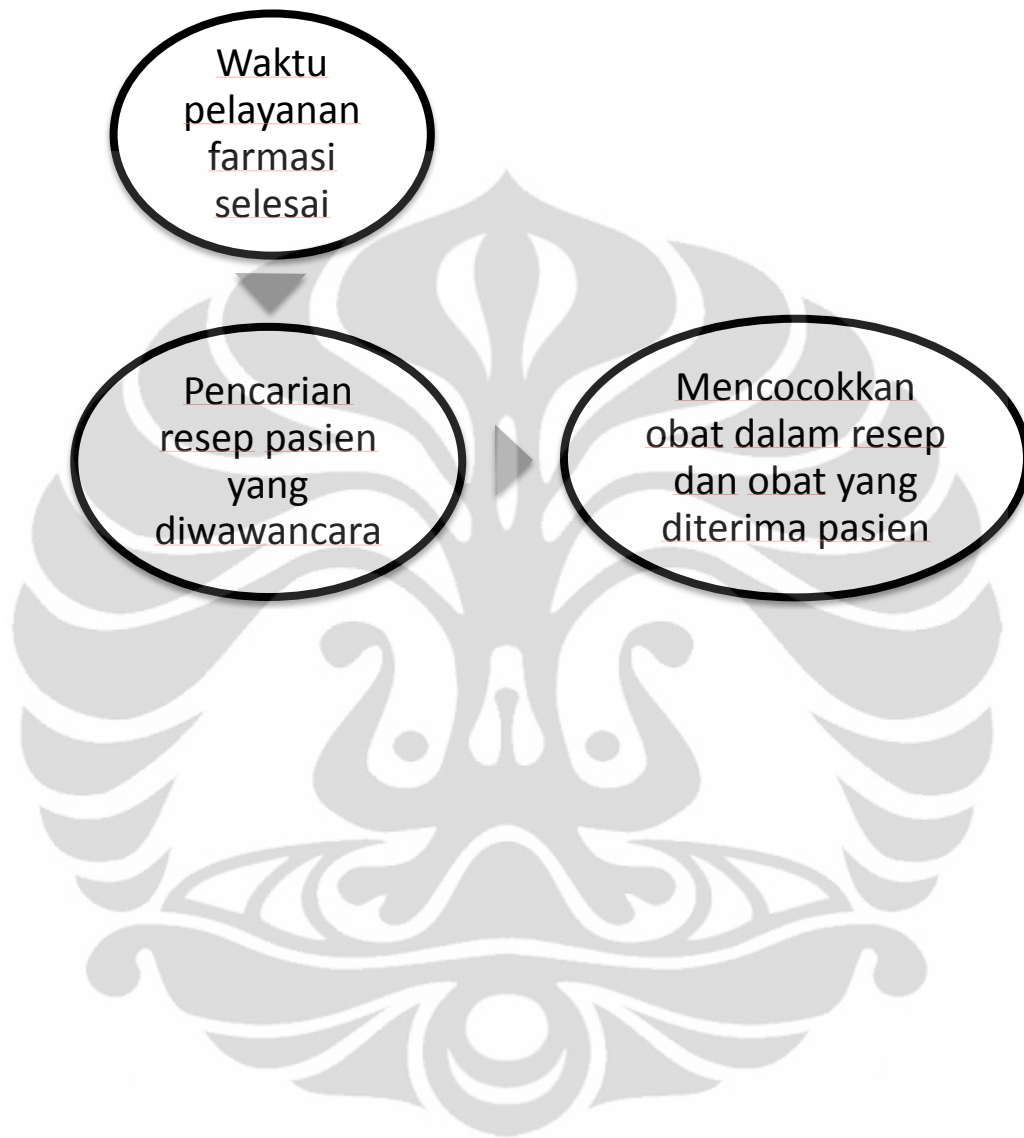 Waktu
pelayanan
farmasi
selesai
Pencarian
resep pasien
yang
diwawancara
Mencocokkan
obat dalam resep
dan obat yang
diterima pasien